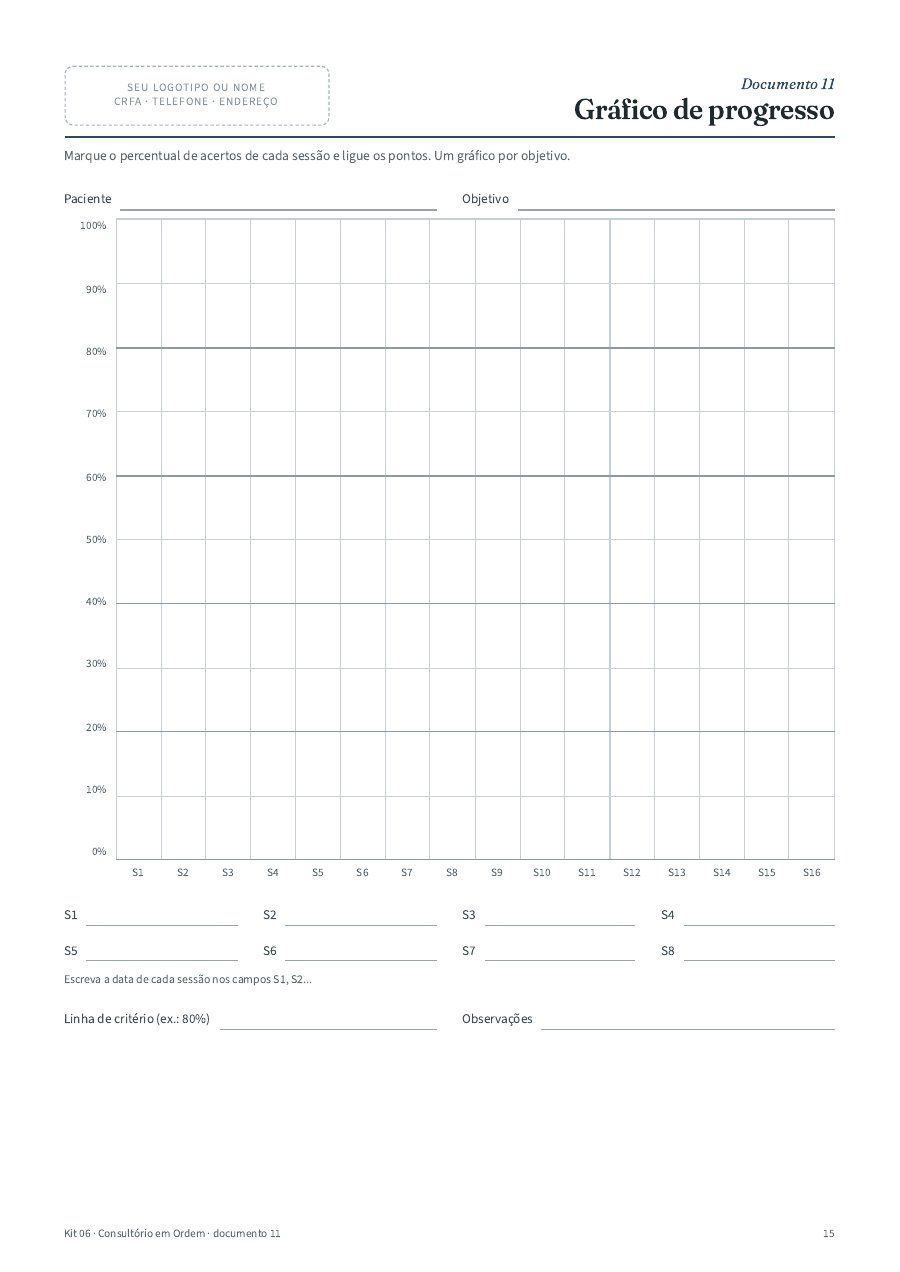 SEU LOGOTIPO OU NOME
CRFA · TELEFONE · ENDEREÇO
Documento 11
Gráfico de progresso
Marque o percentual de acertos de cada sessão e ligue os pontos. Um gráfico por objetivo.
Paciente
Objetivo
100%
90%
80%
70%
60%
50%
40%
30%
20%
10%
0%
S1 S2 S3 S4 S5 S6 S7 S8 S9 S10 S11 S12 S13 S14 S15 S16
S1 S2 S3 S4
S5 S6 S7 S8
Escreva a data de cada sessão nos campos S1, S2...
Linha de critério (ex.: 80%)
Observações
Kit 06 · Consultório em Ordem · documento 11
15